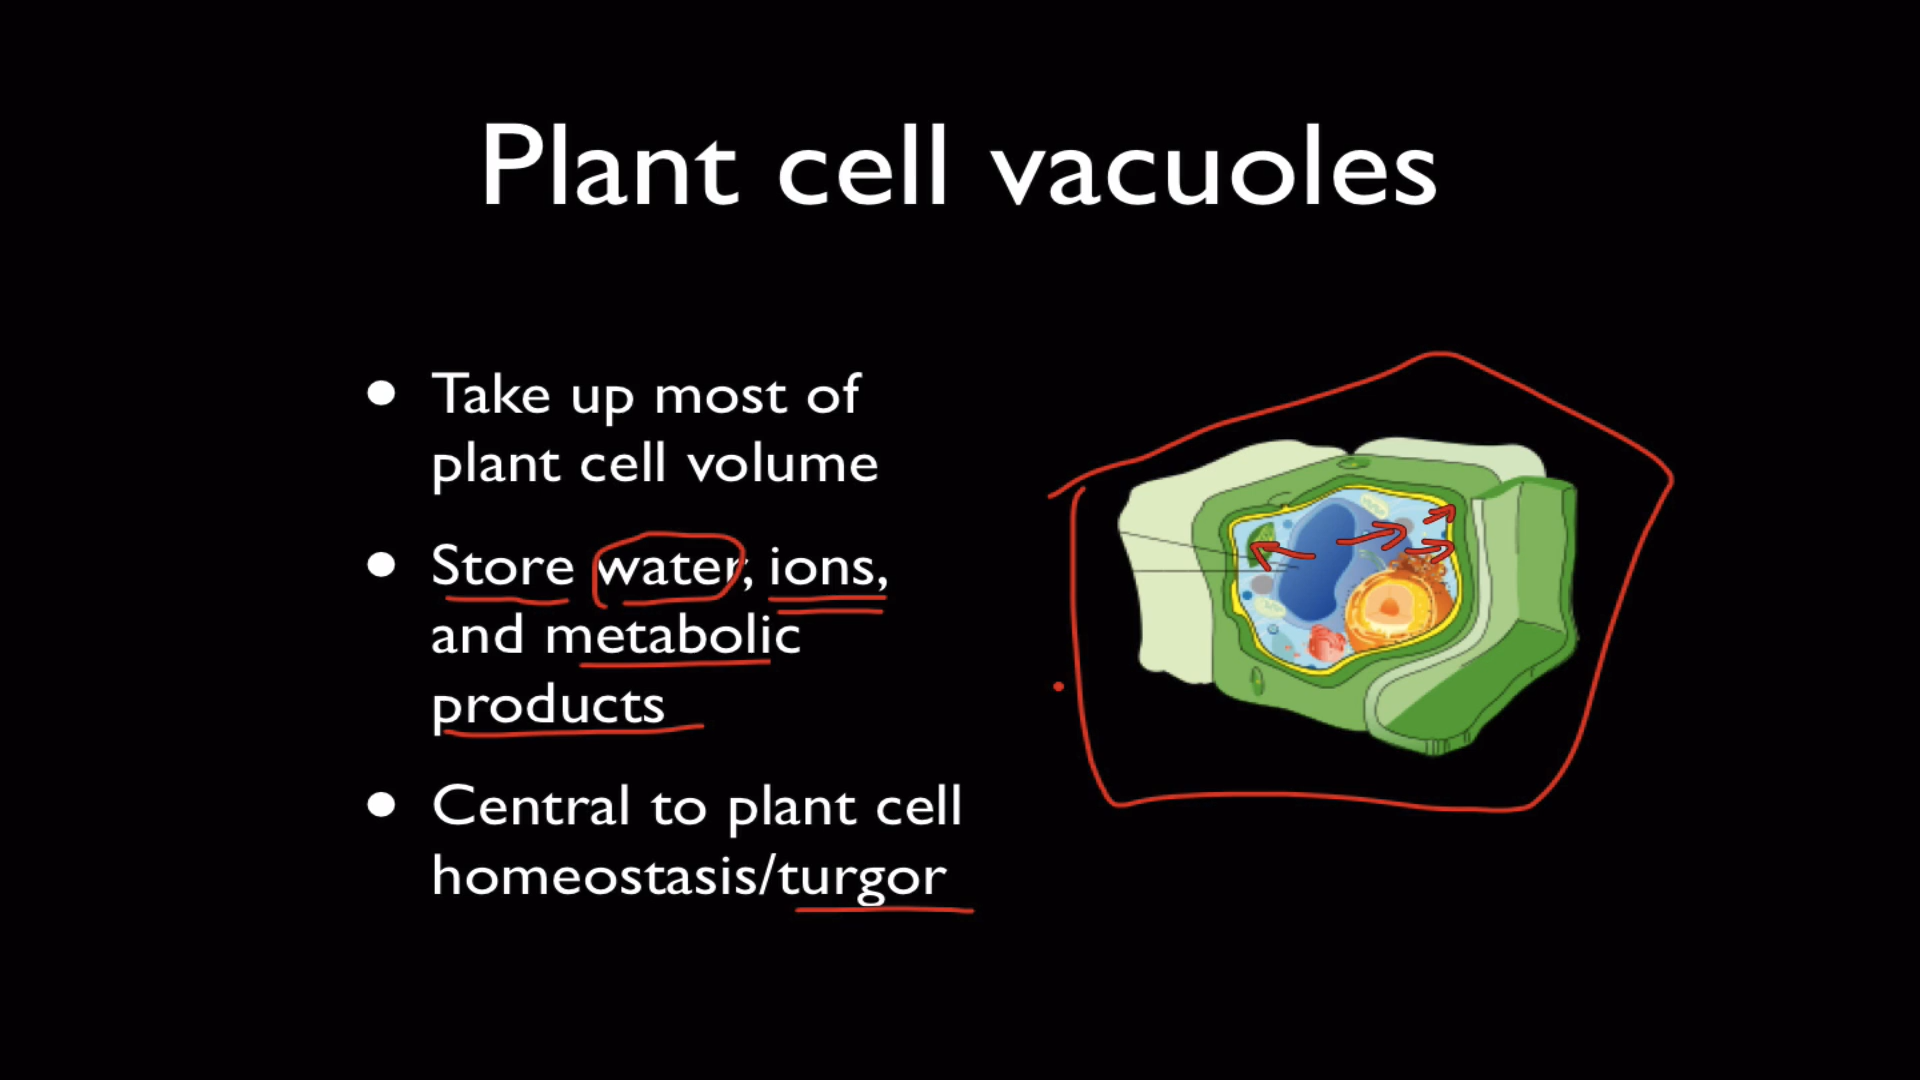 Plant cell vacuoles
• Take up most of
plant cell volume
• Store water, ions,
and metabolic
products
• Central to plant cell
homeostasis/turgor